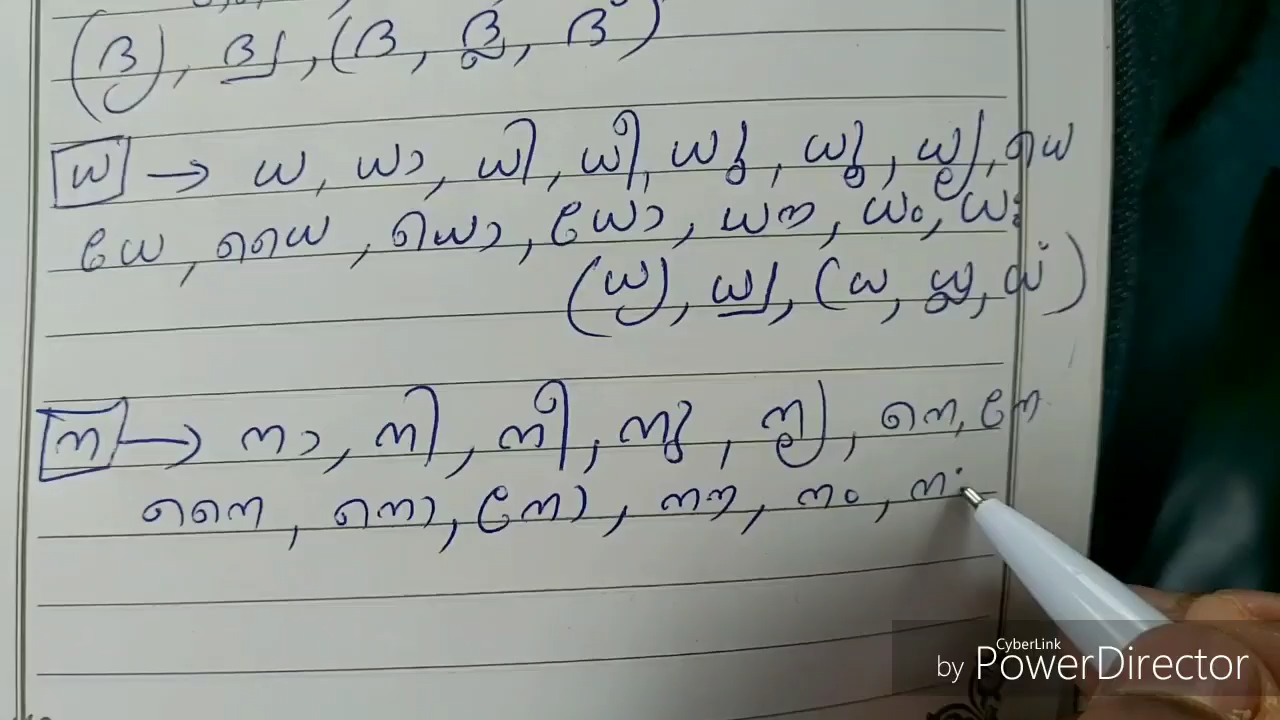 (ദ്ര), ദ്യ, (ദ, ദ്ദ, ദ്)
ധ → ധ, ധാ, ധി, ധീ, ധു, ധൂ, ധൃ, ധെ
ധേ, ധൈ, ധൊ, ധോ, ധൗ, ധം, ധഃ
(ധ്ര), ധ്യ, (ധ, ദ്ധ, ധ്)
ന → നാ, നി, നീ, നു, നൃ, നെ, നേ
നൈ, നൊ, നോ, നൗ, നം, നഃ
CyberLink
by PowerDirector